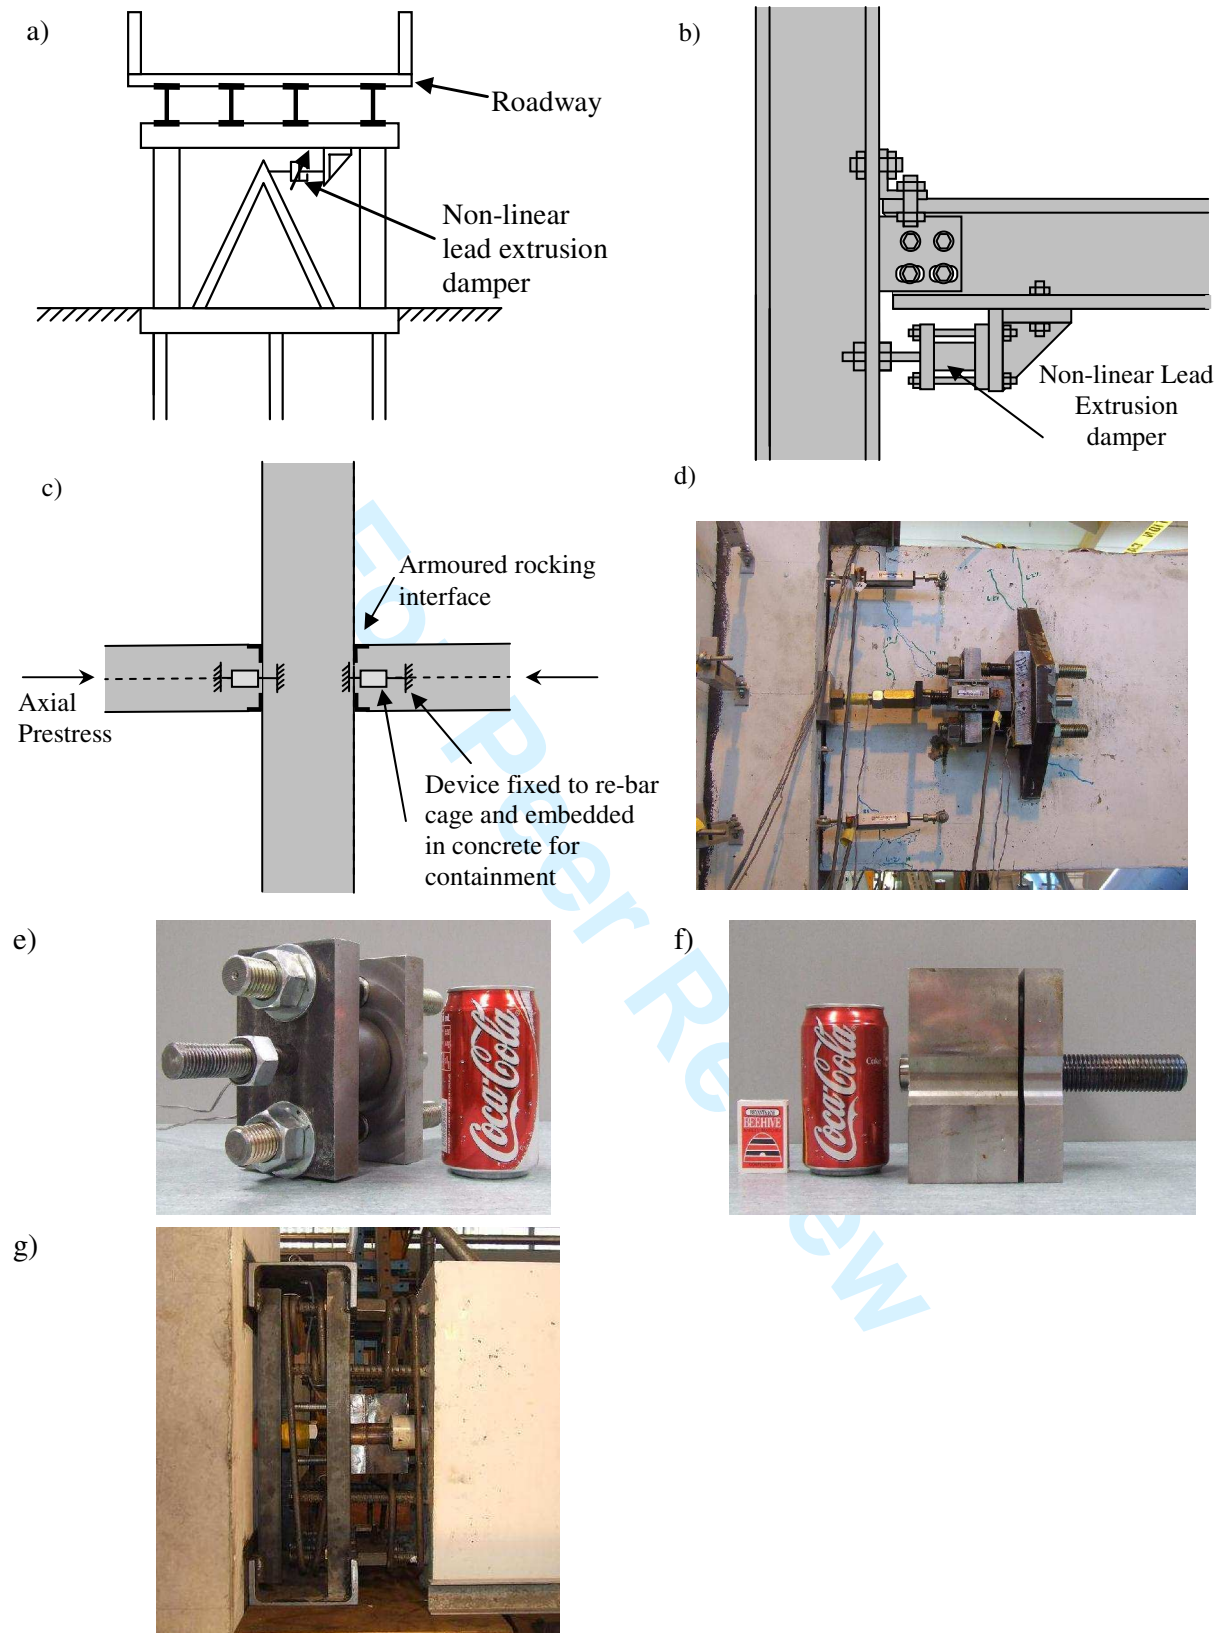 a)
Roadway
Non-linear
lead extrusion
damper
b)
Non-linear Lead
Extrusion
damper
c)
Armoured rocking
interface
Axial
Prestress
Device fixed to re-bar
cage and embedded
in concrete for
containment
d)
e)
Coca-Cola
f)
Coca-Cola
Coke
BEEHIVE
g)
For Peer Review